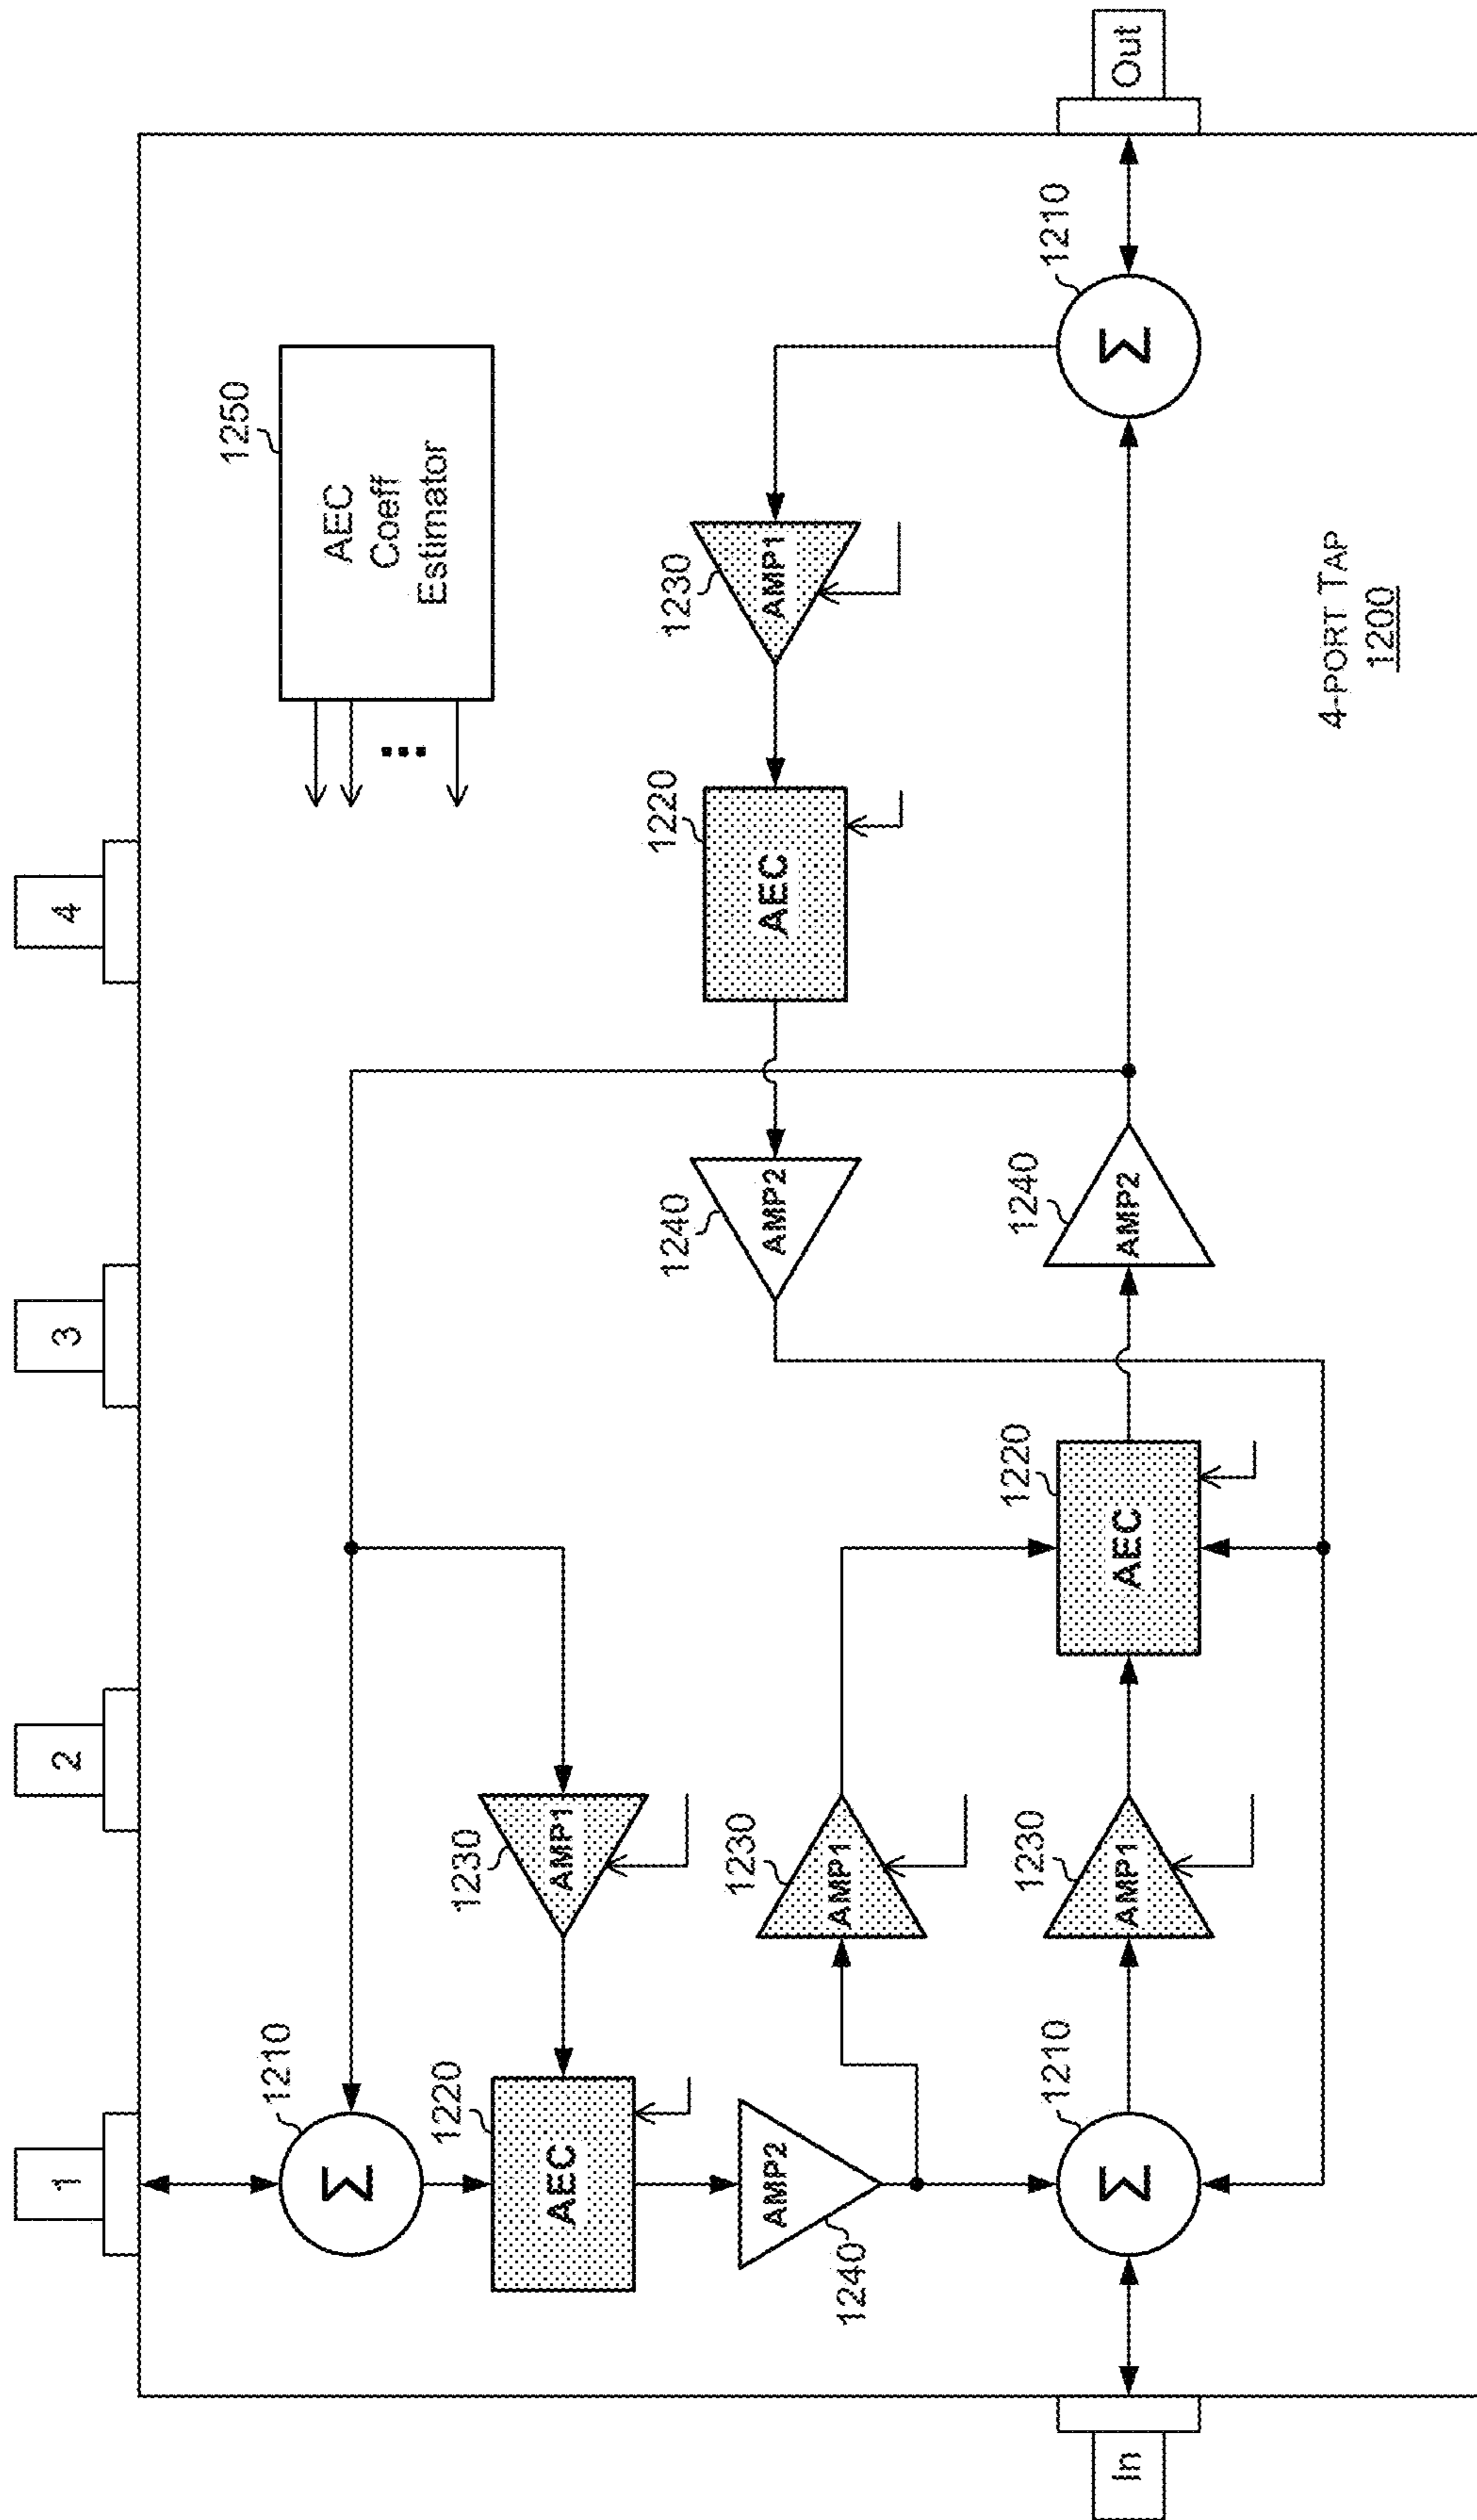 1
2
3
4
1210
Σ
1220
AEC
1230
AMP1
1240
AMP2
1250
AEC
Coeff
Estimator
1230
AMP1
1220
AEC
1230
AMP1
1240
AMP2
In
1210
Σ
1230
AMP1
1220
AEC
1240
AMP2
1210
Σ
Out
4-PORT TAP
1200